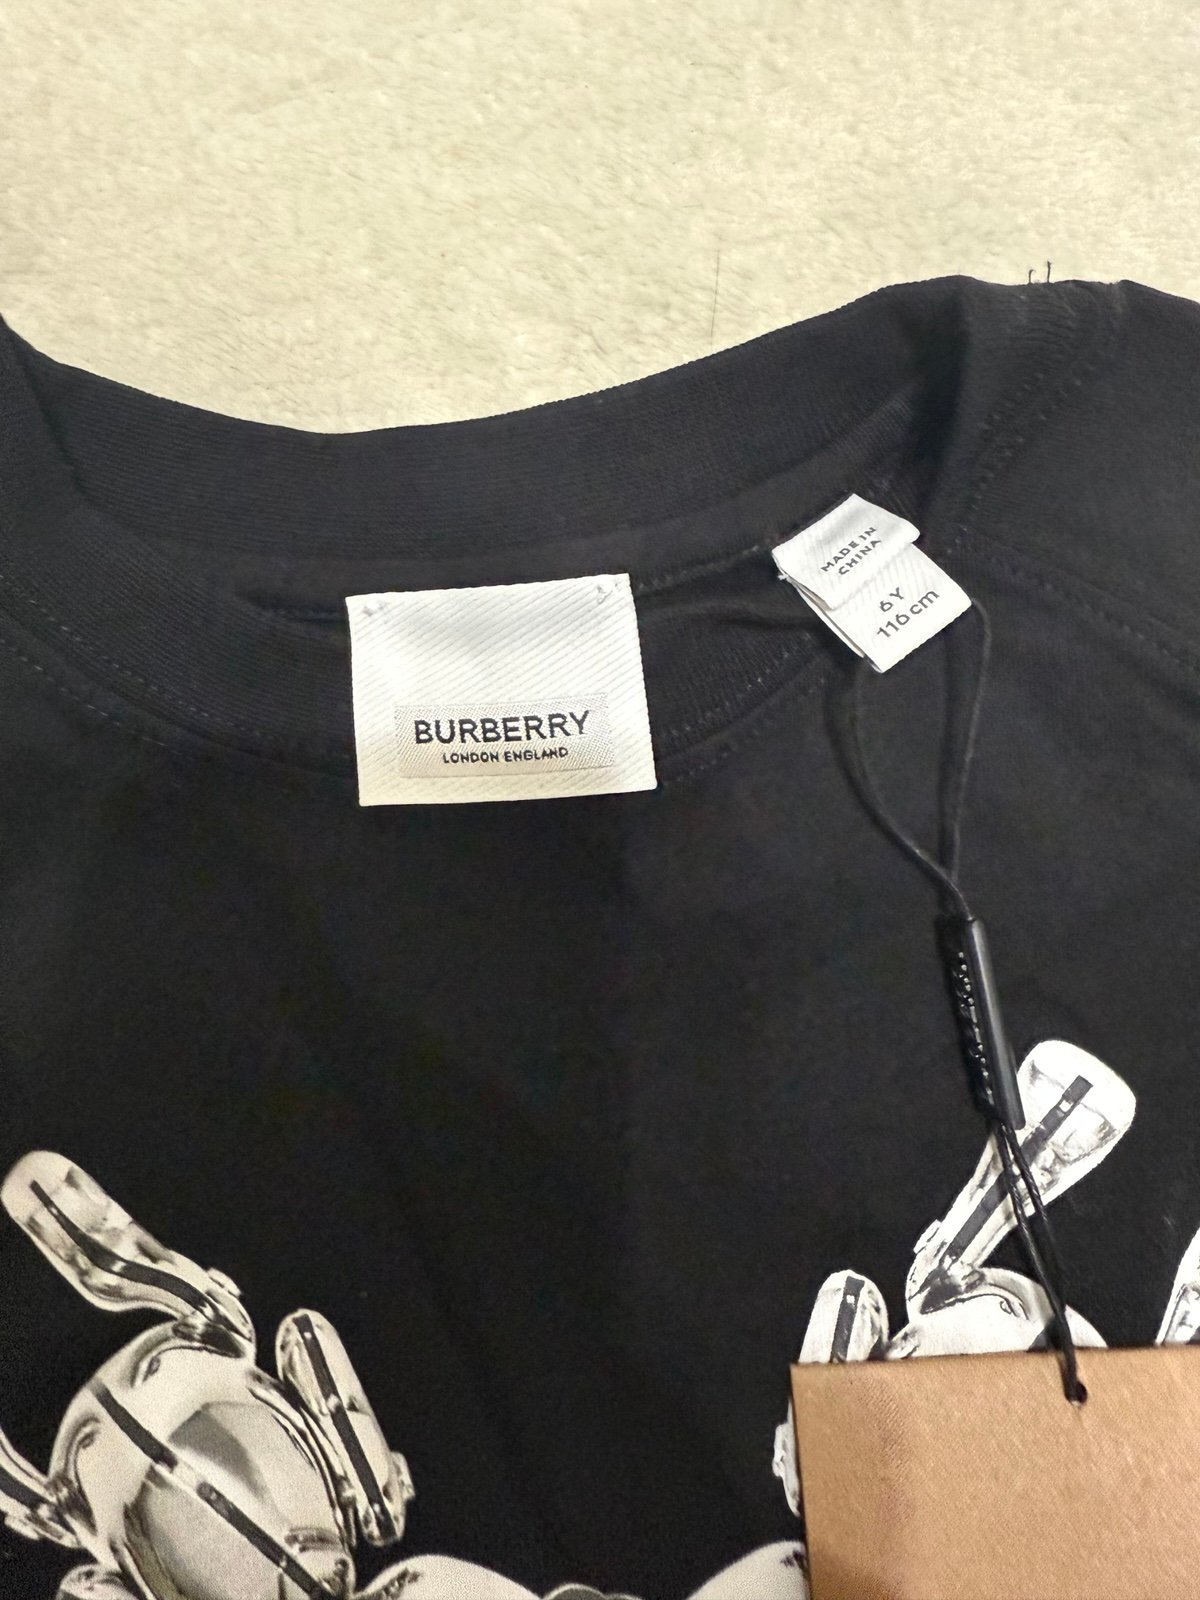 BURBERRY
LONDON ENGLAND
MADE IN
CHINA
6Y
116cm